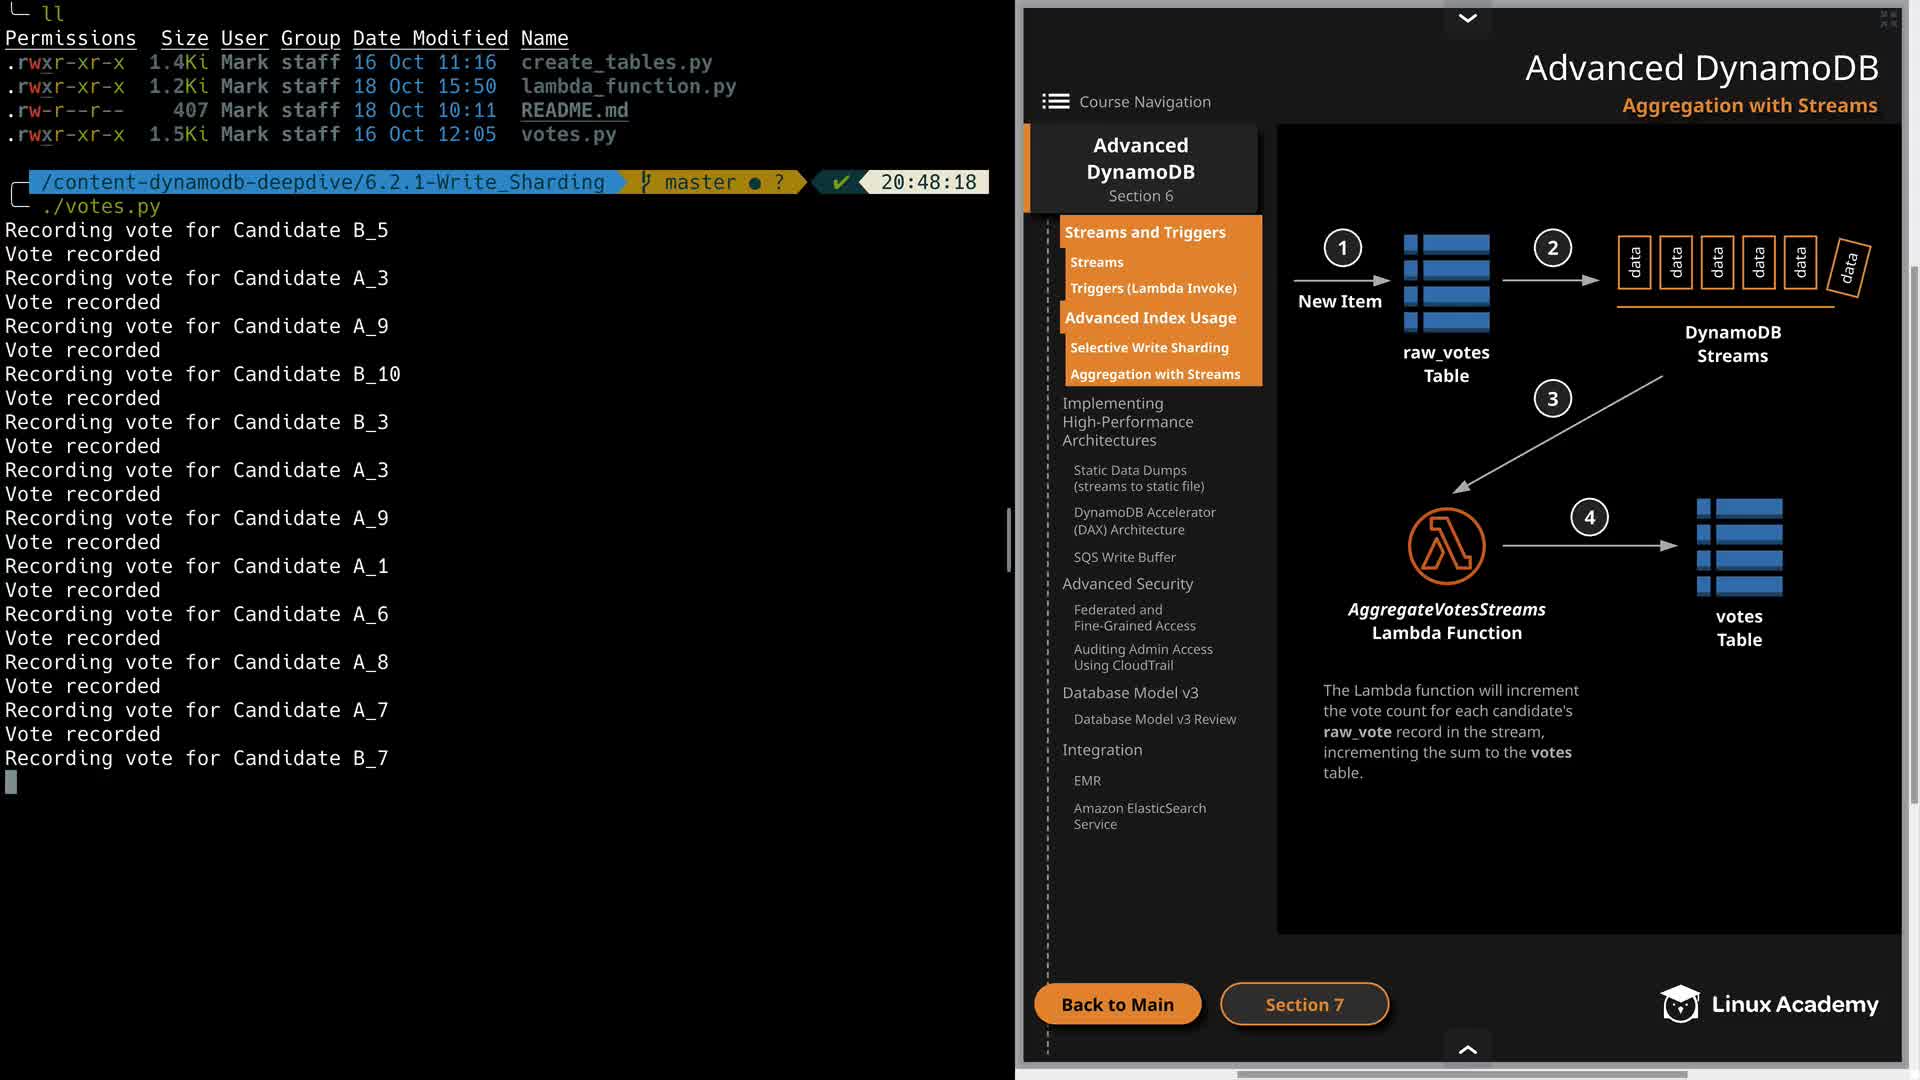 ll
Permissions Size User Group Date Modified Name
.rwxr-xr-x 1.4Ki Mark staff 16 Oct 11:16 create_tables.py
.rwxr-xr-x 1.2Ki Mark staff 18 Oct 15:50 lambda_function.py
.rw-r--r-- 407 Mark staff 18 Oct 10:11 README.md
.rwxr-xr-x 1.5Ki Mark staff 16 Oct 12:05 votes.py
/content-dynamodb-deepdive/6.2.1-Write_Sharding master ● ? ✔ 20:48:18
./votes.py
Recording vote for Candidate B_5
Vote recorded
Recording vote for Candidate A_3
Vote recorded
Recording vote for Candidate A_9
Vote recorded
Recording vote for Candidate B_10
Vote recorded
Recording vote for Candidate B_3
Vote recorded
Recording vote for Candidate A_3
Vote recorded
Recording vote for Candidate A_9
Vote recorded
Recording vote for Candidate A_1
Vote recorded
Recording vote for Candidate A_6
Vote recorded
Recording vote for Candidate A_8
Vote recorded
Recording vote for Candidate A_7
Vote recorded
Recording vote for Candidate B_7
Advanced DynamoDB
Aggregation with Streams
Course Navigation
Advanced
DynamoDB
Section 6
Streams and Triggers
Streams
Triggers (Lambda Invoke)
Advanced Index Usage
Selective Write Sharding
Aggregation with Streams
Implementing
High-Performance
Architectures
Static Data Dumps
(streams to static file)
DynamoDB Accelerator
(DAX) Architecture
SQS Write Buffer
Advanced Security
Federated and
Fine-Grained Access
Auditing Admin Access
Using CloudTrail
Database Model v3
Database Model v3 Review
Integration
EMR
Amazon ElasticSearch
Service
1
New Item
raw_votes
Table
2
data data data data data data
DynamoDB
Streams
3
AggregateVotesStreams
Lambda Function
4
votes
Table
The Lambda function will increment
the vote count for each candidate's
raw_vote record in the stream,
incrementing the sum to the votes
table.
Back to Main
Section 7
Linux Academy